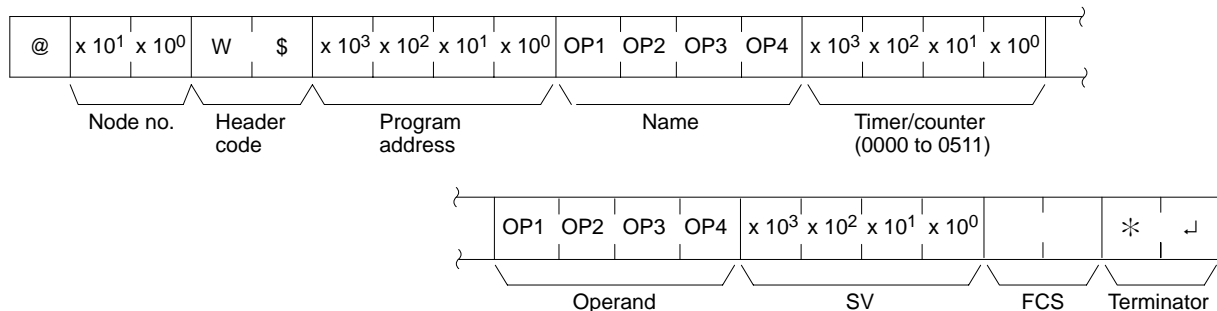 @ x 10¹ x 10⁰ W $ x 10³ x 10² x 10¹ x 10⁰ OP1 OP2 OP3 OP4 x 10³ x 10² x 10¹ x 10⁰
Node no. Header code Program address Name Timer/counter (0000 to 0511)
OP1 OP2 OP3 OP4 x 10³ x 10² x 10¹ x 10⁰ * ↵
Operand SV FCS Terminator